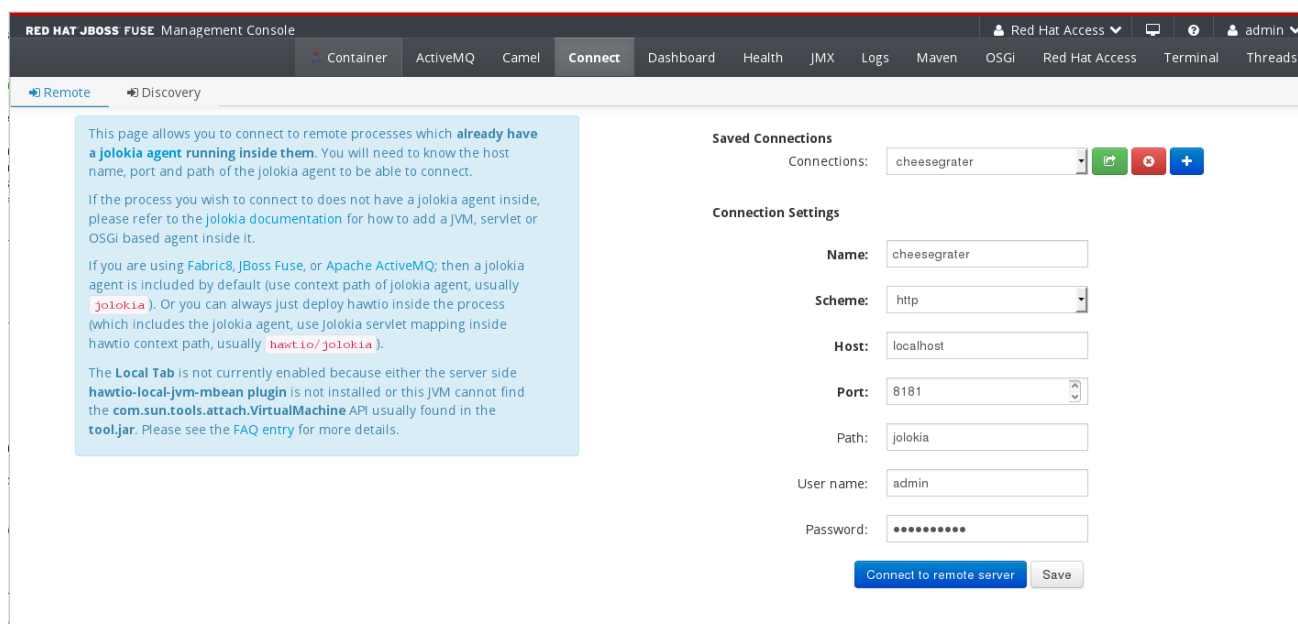 RED HAT JBOSS FUSE Management Console
Red Hat Access
admin
Container ActiveMQ Camel Connect Dashboard Health JMX Logs Maven OSGi Red Hat Access Terminal Threads
Remote Discovery
This page allows you to connect to remote processes which already have
a jolokia agent running inside them. You will need to know the host
name, port and path of the jolokia agent to be able to connect.
If the process you wish to connect to does not have a jolokia agent inside,
please refer to the jolokia documentation for how to add a JVM, servlet or
OSGi based agent inside it.
If you are using Fabric8, JBoss Fuse, or Apache ActiveMQ; then a jolokia
agent is included by default (use context path of jolokia agent, usually
jolokia). Or you can always just deploy hawtio inside the process
(which includes the jolokia agent, use Jolokia servlet mapping inside
hawtio context path, usually hawtio/jolokia).
The Local Tab is not currently enabled because either the server side
hawtio-local-jvm-mbean plugin is not installed or this JVM cannot find
the com.sun.tools.attach.VirtualMachine API usually found in the
tool.jar. Please see the FAQ entry for more details.
Saved Connections
Connections: cheesegrater
Connection Settings
Name: cheesegrater
Scheme: http
Host: localhost
Port: 8181
Path: jolokia
User name: admin
Password: ●●●●●●●●●●
Connect to remote server Save